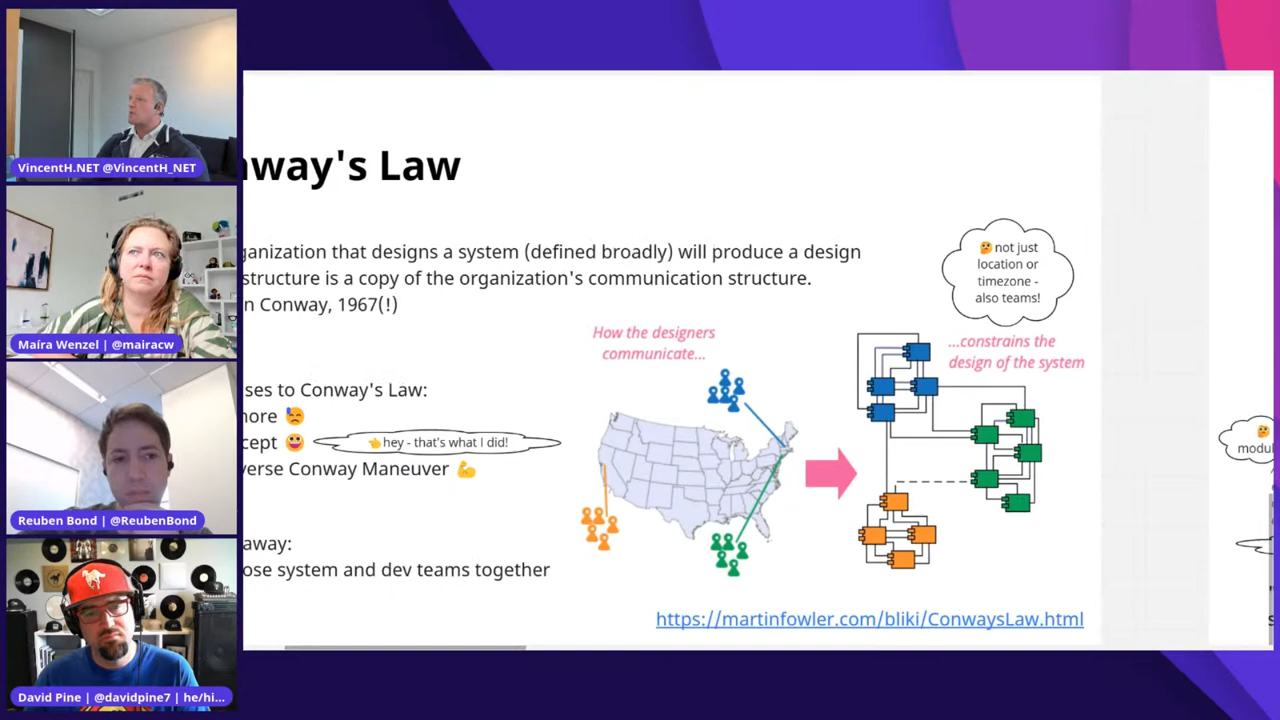 VincentH.NET @VincentH_NET
Maíra Wenzel | @mairacw
Reuben Bond | @ReubenBond
David Pine | @davidpine7 | he/hi...
nway's Law
ganization that designs a system (defined broadly) will produce a design
structure is a copy of the organization's communication structure.
n Conway, 1967(!)
🤔 not just
location or
timezone -
also teams!
How the designers
communicate...
...constrains the
design of the system
ses to Conway's Law:
nore 😓
cept 😀
👈 hey - that's what I did!
verse Conway Maneuver 💪
away:
ose system and dev teams together
https://martinfowler.com/bliki/ConwaysLaw.html
🤔
modul